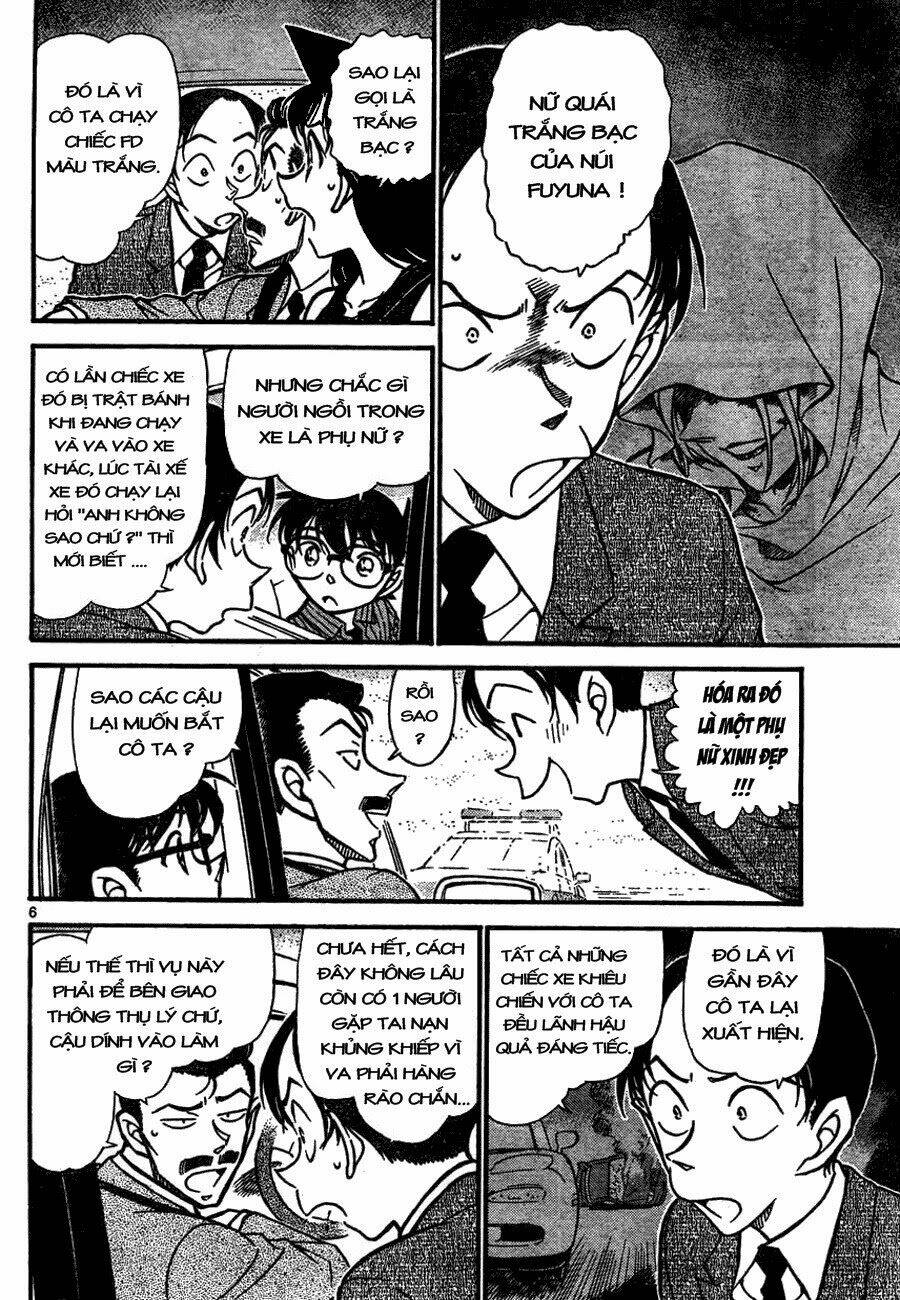 NỮ QUÁI
TRẮNG BẠC
CỦA NÚI
FUYUNA !
SAO LẠI
GỌI LÀ
TRẮNG
BẠC ?
ĐÓ LÀ VÌ
CÔ TA CHẠY
CHIẾC FD
MÀU TRẮNG.
NHƯNG CHẮC GÌ
NGƯỜI NGỒI TRONG
XE LÀ PHỤ NỮ ?
CÓ LẦN CHIẾC XE
ĐÓ BỊ TRẬT BÁNH
KHI ĐANG CHẠY
VÀ VA VÀO XE
KHÁC, LÚC TÀI XẾ
XE ĐÓ CHẠY LẠI
HỎI "ANH KHÔNG
SAO CHỨ ?" THÌ
MỚI BIẾT ....
HÓA RA ĐÓ
LÀ MỘT PHỤ
NỮ XINH ĐẸP
!!!
RỒI
SAO
?
SAO CÁC CẬU
LẠI MUỐN BẮT
CÔ TA ?
6
ĐÓ LÀ VÌ
GẦN ĐÂY
CÔ TA LẠI
XUẤT HIỆN.
TẤT CẢ NHỮNG
CHIẾC XE KHIÊU
CHIẾN VỚI CÔ TA
ĐỀU LÃNH HẬU
QUẢ ĐÁNG TIẾC.
CHƯA HẾT, CÁCH
ĐÂY KHÔNG LÂU
CÒN CÓ 1 NGƯỜI
GẶP TAI NẠN
KHỦNG KHIẾP VÌ
VA PHẢI HÀNG
RÀO CHẮN...
NẾU THẾ THÌ VỤ NÀY
PHẢI ĐỂ BÊN GIAO
THÔNG THỤ LÝ CHỨ,
CẬU DÍNH VÀO LÀM
GÌ ?